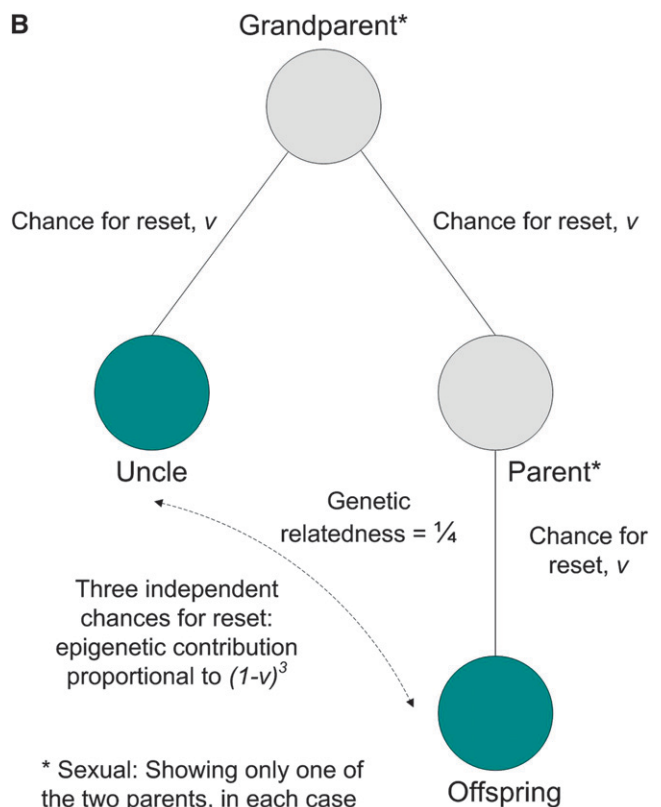 B
Grandparent*
Chance for reset, v
Chance for reset, v
Uncle
Parent*
Genetic
relatedness = ¼
Chance for
reset, v
Three independent
chances for reset:
epigenetic contribution
proportional to (1-v)³
Offspring
* Sexual: Showing only one of
the two parents, in each case